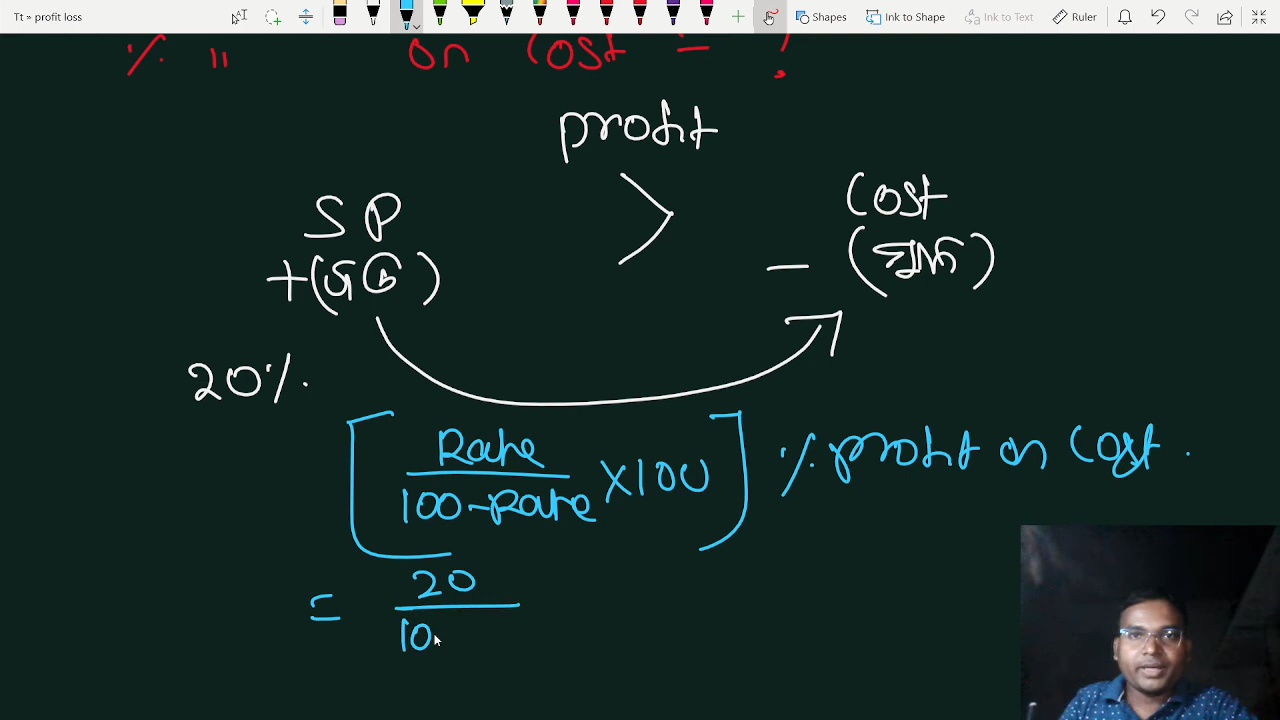 Tt » profit loss
Shapes
Ink to Shape
Ink to Text
Ruler
% " on Cost = ?
profit
SP > Cost
+ ( ) - ( )
20%.
[Rate / 100-Rate × 100] % profit on Cost.
= 20
10